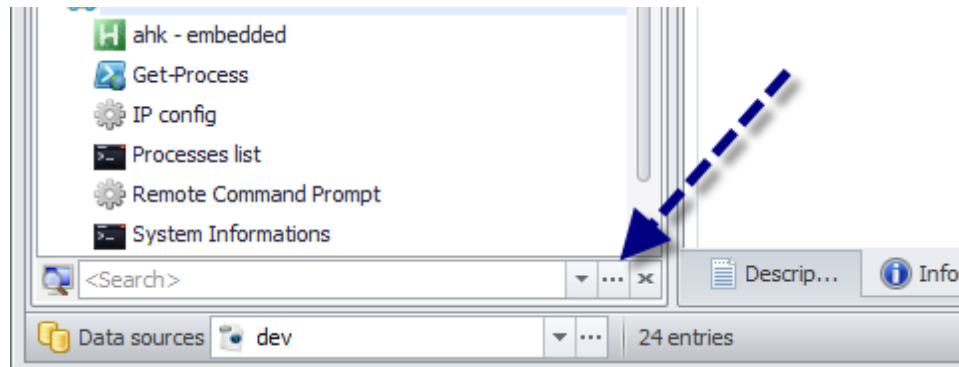 ahk - embedded
Get-Process
IP config
Processes list
Remote Command Prompt
System Informations
<Search>
Descrip... Info
Data sources dev 24 entries